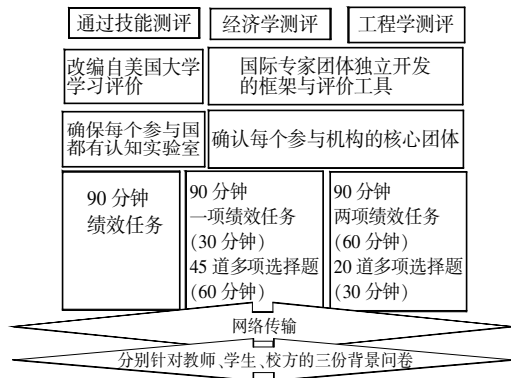 通过技能测评 经济学测评 工程学测评
改编自美国大学
学习评价
国际专家团体独立开发
的框架与评价工具
确保每个参与国
都有认知实验室
确认每个参与机构的核心团体
90 分钟
绩效任务
90 分钟
一项绩效任务
(30 分钟)
45 道多项选择题
(60 分钟)
90 分钟
两项绩效任务
(60 分钟)
20 道多项选择题
(30 分钟)
网络传输
分别针对教师、学生、校方的三份背景问卷